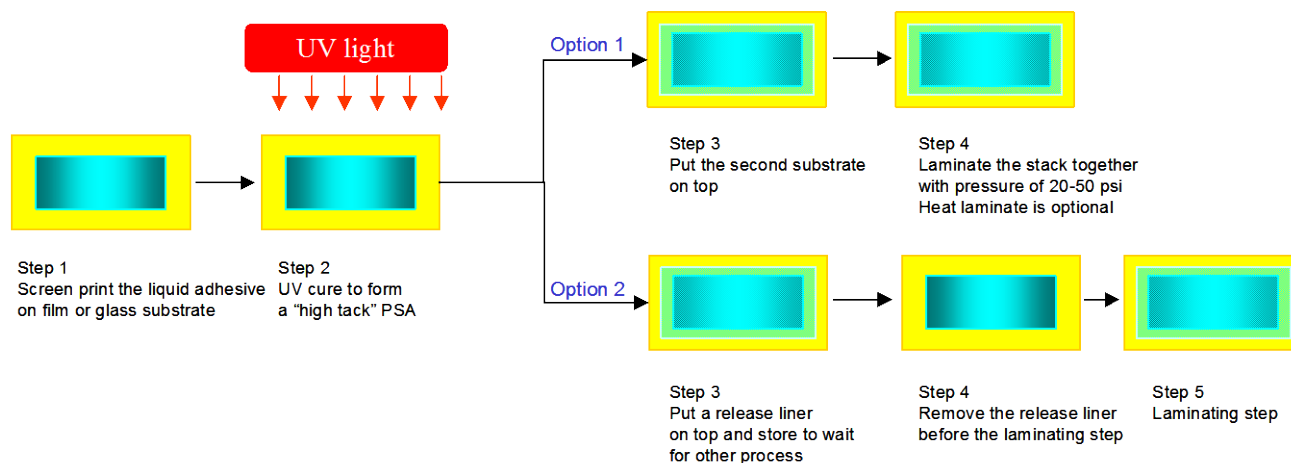 UV light
Step 1
Screen print the liquid adhesive
on film or glass substrate
Step 2
UV cure to form
a “high tack” PSA
Option 1
Step 3
Put the second substrate
on top
Step 4
Laminate the stack together
with pressure of 20-50 psi
Heat laminate is optional
Option 2
Step 3
Put a release liner
on top and store to wait
for other process
Step 4
Remove the release liner
before the laminating step
Step 5
Laminating step